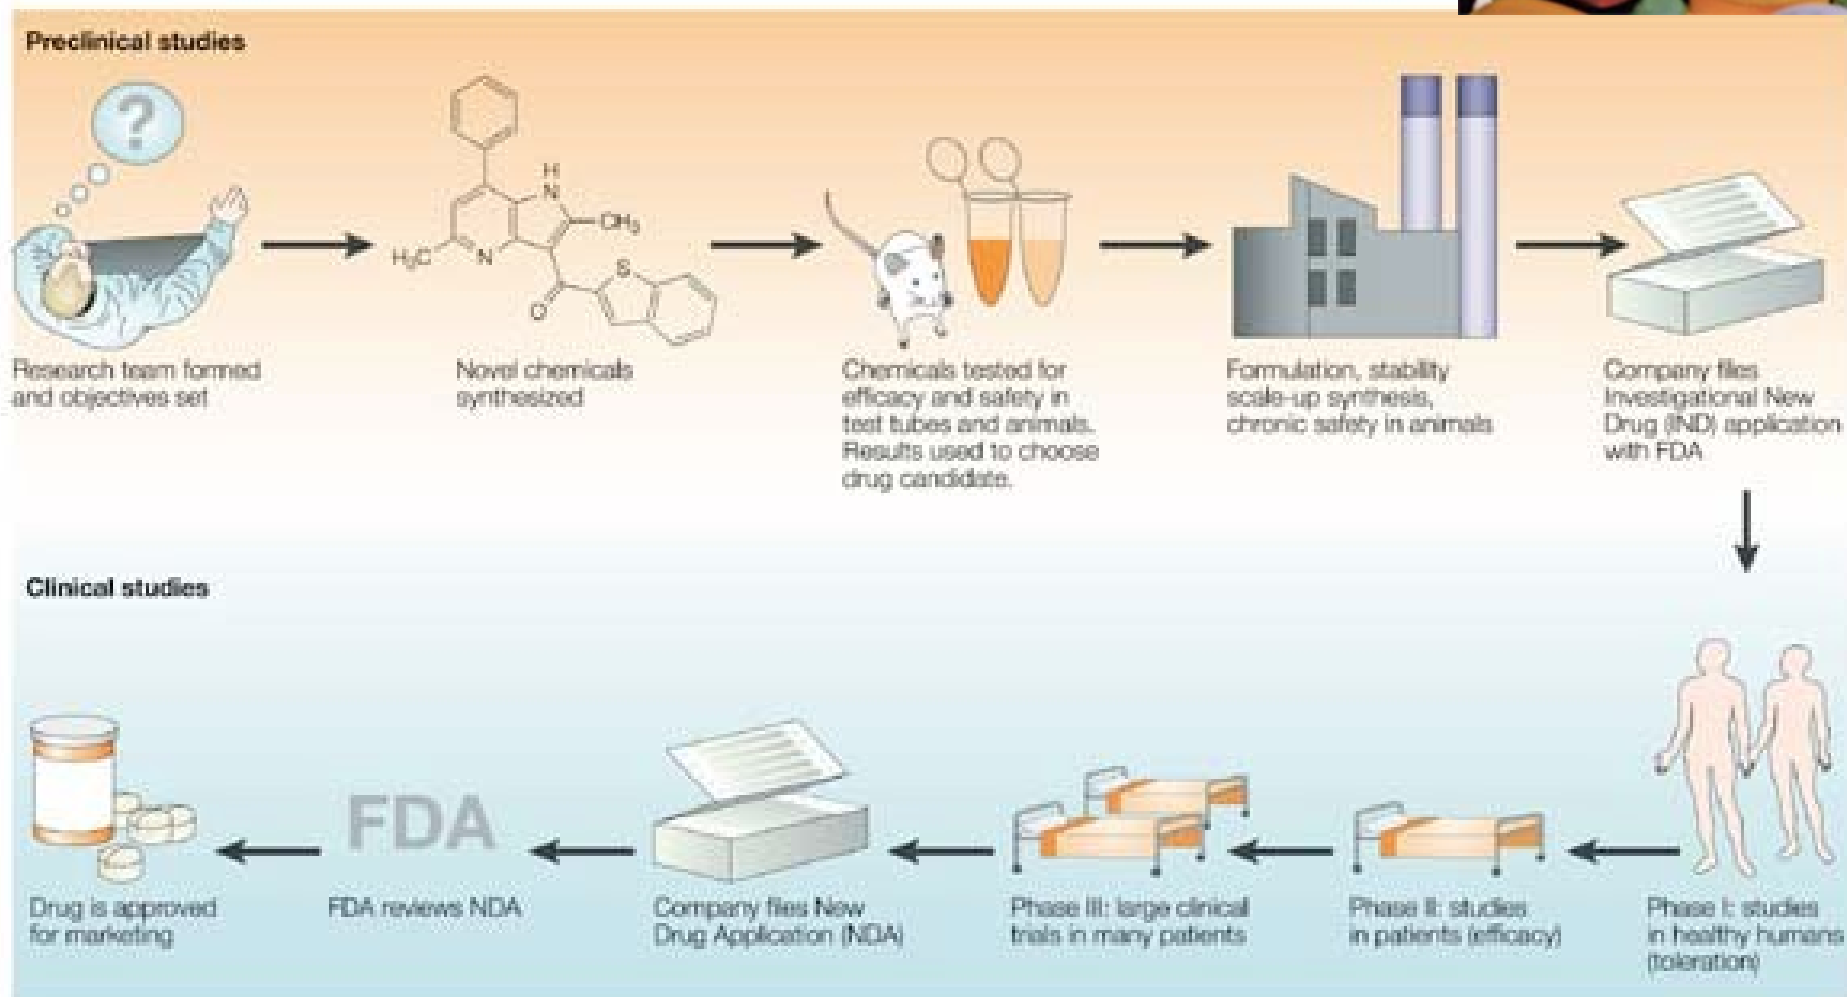 Preclinical studies
?
H
N
CH₃
H₃C
N
S
O
Research team formed
and objectives set
Novel chemicals
synthesized
Chemicals tested for
efficacy and safety in
test tubes and animals.
Results used to choose
drug candidate.
Formulation, stability
scale-up synthesis,
chronic safety in animals
Company files
Investigational New
Drug (IND) application
with FDA
Clinical studies
FDA
Drug is approved
for marketing
FDA reviews NDA
Company files New
Drug Application (NDA)
Phase III: large clinical
trials in many patients
Phase II: studies
in patients (efficacy)
Phase I: studies
in healthy humans
(toleration)